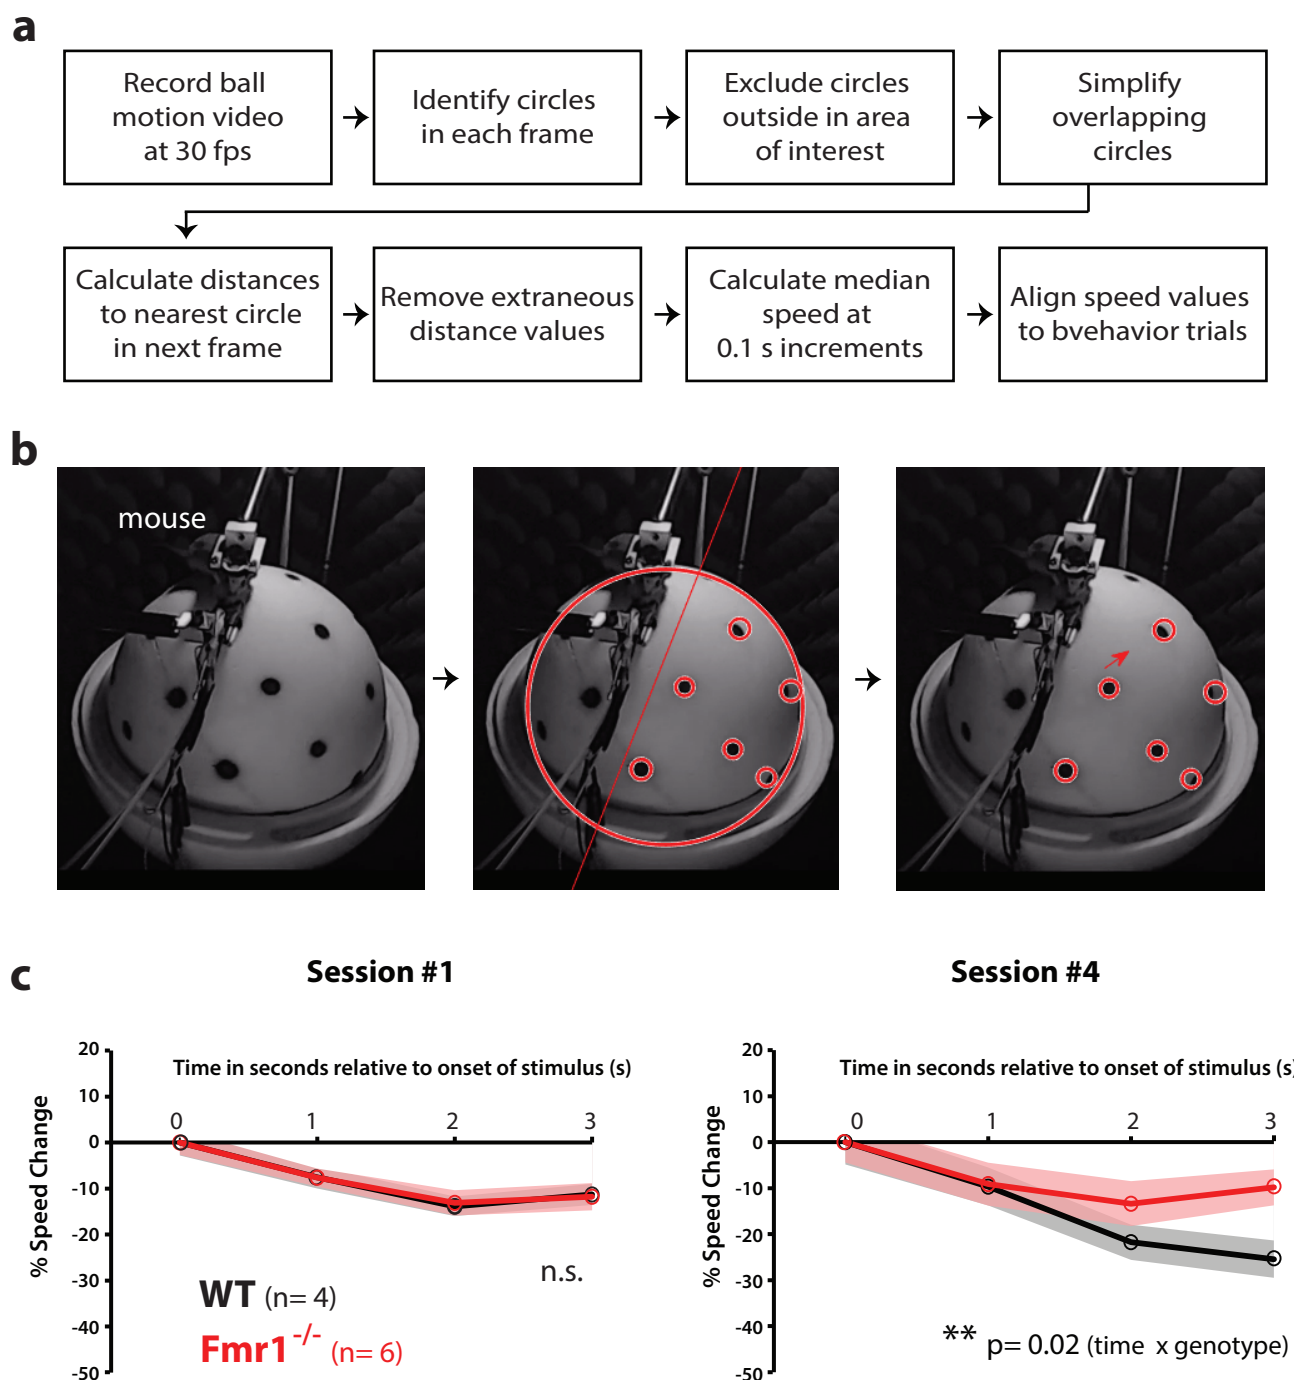 a
Record ball
motion video
at 30 fps
Identify circles
in each frame
Exclude circles
outside in area
of interest
Simplify
overlapping
circles
Calculate distances
to nearest circle
in next frame
Remove extraneous
distance values
Calculate median
speed at
0.1 s increments
Align speed values
to bvehavior trials
b
mouse
c
Session #1
% Speed Change
20
10
0
-10
-20
-30
-40
-50
Time in seconds relative to onset of stimulus (s)
0 1 2 3
n.s.
WT (n= 4)
Fmr1 -/- (n= 6)
Session #4
% Speed Change
20
10
0
-10
-20
-30
-40
-50
Time in seconds relative to onset of stimulus (s)
0 1 2 3
** p= 0.02 (time x genotype)